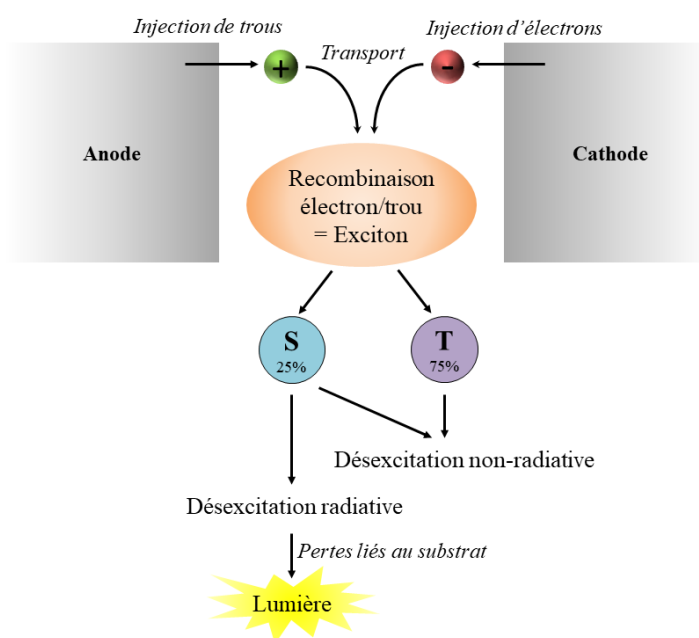 Injection de trous
Injection d’électrons
+
Transport
-
Anode
Cathode
Recombinaison
électron/trou
= Exciton
S
25%
T
75%
Désexcitation non-radiative
Désexcitation radiative
Pertes liés au substrat
Lumière